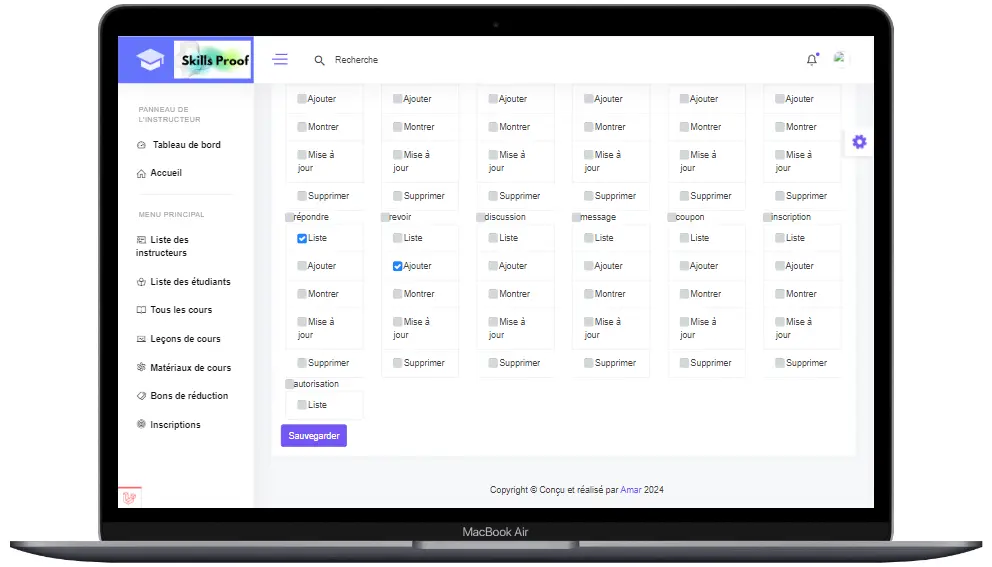 Skills Proof
Recherche
PANNEAU DE
L'INSTRUCTEUR
Tableau de bord
Accueil
MENU PRINCIPAL
Liste des
instructeurs
Liste des étudiants
Tous les cours
Leçons de cours
Matériaux de cours
Bons de réduction
Inscriptions
Ajouter Ajouter Ajouter Ajouter Ajouter Ajouter
Montrer Montrer Montrer Montrer Montrer Montrer
Mise à Mise à Mise à Mise à Mise à Mise à
jour jour jour jour jour jour
Supprimer Supprimer Supprimer Supprimer Supprimer Supprimer
répondre revoir discussion message coupon inscription
Liste Liste Liste Liste Liste Liste
Ajouter Ajouter Ajouter Ajouter Ajouter Ajouter
Montrer Montrer Montrer Montrer Montrer Montrer
Mise à Mise à Mise à Mise à Mise à Mise à
jour jour jour jour jour jour
Supprimer Supprimer Supprimer Supprimer Supprimer Supprimer
autorisation
Liste
Sauvegarder
Copyright © Conçu et réalisé par Amar 2024
MacBook Air